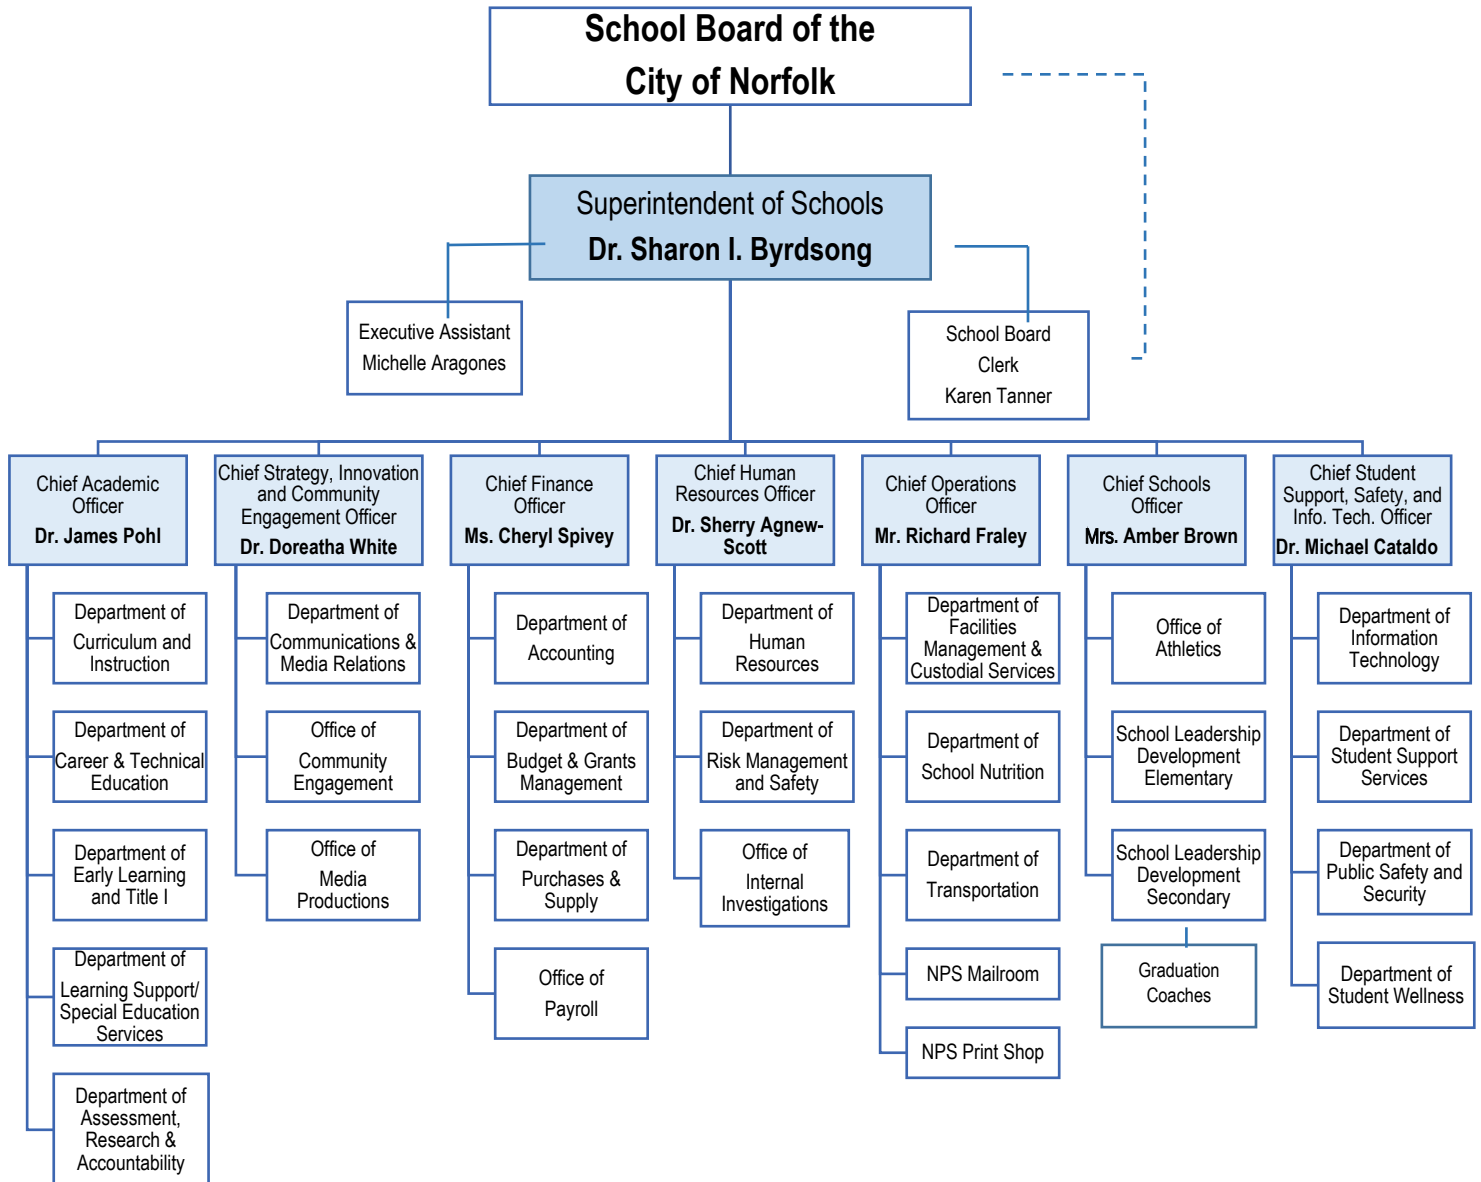 School Board of the
City of Norfolk
Superintendent of Schools
Dr. Sharon I. Byrdsong
Executive Assistant
Michelle Aragones
School Board
Clerk
Karen Tanner
Chief Academic
Officer
Dr. James Pohl
Chief Strategy, Innovation
and Community
Engagement Officer
Dr. Doreatha White
Chief Finance
Officer
Ms. Cheryl Spivey
Chief Human
Resources Officer
Dr. Sherry Agnew-
Scott
Chief Operations
Officer
Mr. Richard Fraley
Chief Schools
Officer
Mrs. Amber Brown
Chief Student
Support, Safety, and
Info. Tech. Officer
Dr. Michael Cataldo
Department of
Curriculum and
Instruction
Department of
Career & Technical
Education
Department of
Early Learning
and Title I
Department of
Learning Support/
Special Education
Services
Department of
Assessment,
Research &
Accountability
Department of
Communications &
Media Relations
Office of
Community
Engagement
Office of
Media
Productions
Department of
Accounting
Department of
Budget & Grants
Management
Department of
Purchases &
Supply
Office of
Payroll
Department of
Human
Resources
Department of
Risk Management
and Safety
Office of
Internal
Investigations
Department of
Facilities
Management &
Custodial Services
Department of
School Nutrition
Department of
Transportation
NPS Mailroom
NPS Print Shop
Office of
Athletics
School Leadership
Development
Elementary
School Leadership
Development
Secondary
Graduation
Coaches
Department of
Information
Technology
Department of
Student Support
Services
Department of
Public Safety and
Security
Department of
Student Wellness